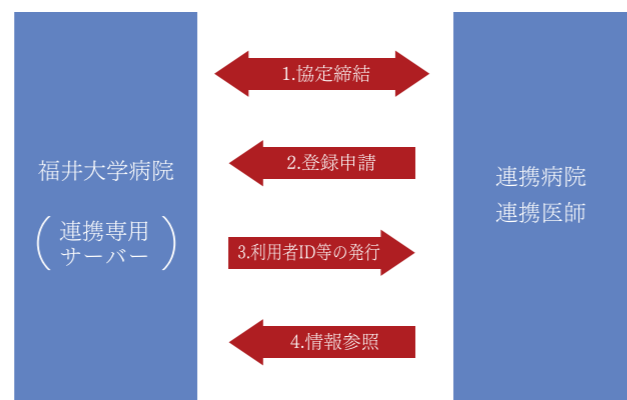 福井大学病院
(連携専用
サーバー)
1.協定締結
2.登録申請
3.利用者ID等の発行
4.情報参照
連携病院
連携医師